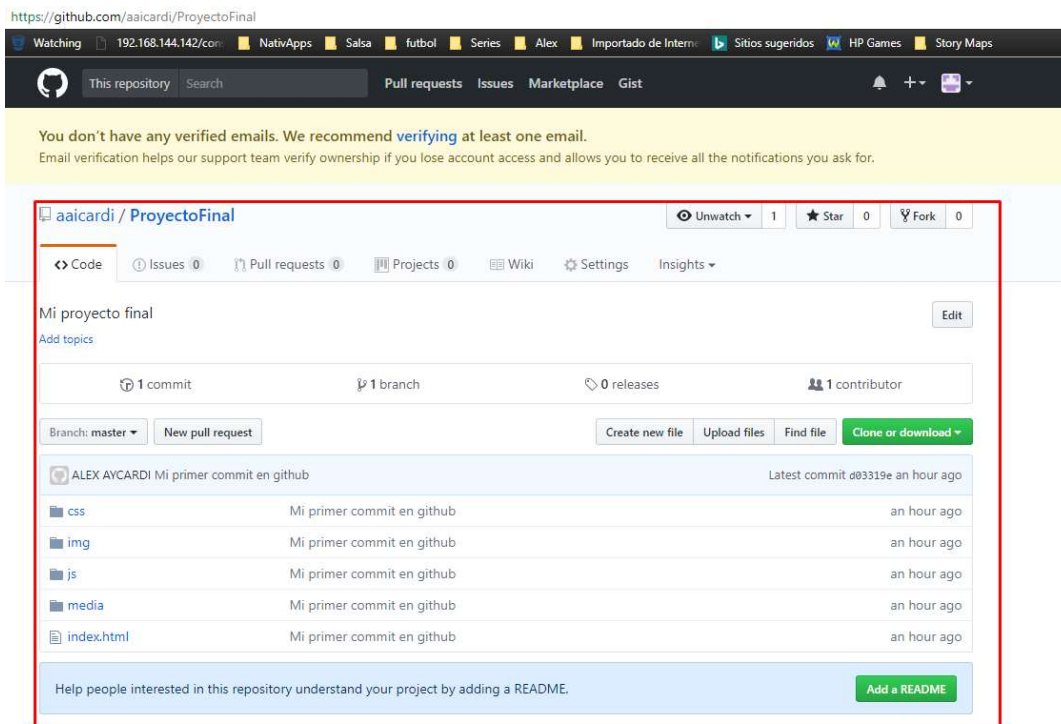 https://github.com/aaicardi/ProyectoFinal
Watching 192.168.144.142/con NativApps Salsa futbol Series Alex Importado de Interne Sitios sugeridos HP Games Story Maps
This repository Search Pull requests Issues Marketplace Gist
You don't have any verified emails. We recommend verifying at least one email.
Email verification helps our support team verify ownership if you lose account access and allows you to receive all the notifications you ask for.
aaicardi / ProyectoFinal Unwatch 1 Star 0 Fork 0
Code Issues 0 Pull requests 0 Projects 0 Wiki Settings Insights
Mi proyecto final Edit
Add topics
1 commit 1 branch 0 releases 1 contributor
Branch: master New pull request Create new file Upload files Find file Clone or download
ALEX AYCARDI Mi primer commit en github Latest commit d03319e an hour ago
css Mi primer commit en github an hour ago
img Mi primer commit en github an hour ago
js Mi primer commit en github an hour ago
media Mi primer commit en github an hour ago
index.html Mi primer commit en github an hour ago
Help people interested in this repository understand your project by adding a README. Add a README